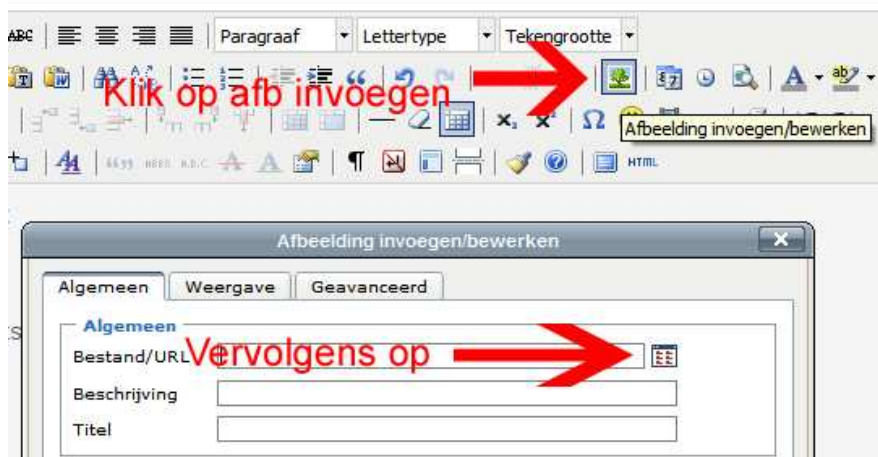 ABC Paragraaf Lettertype Tekengrootte
Klik op afb invoegen
Afbeelding invoegen/bewerken
HTML
Afbeelding invoegen/bewerken
Algemeen Weergave Geavanceerd
Algemeen
Bestand/URL Vervolgens op
Beschrijving
Titel